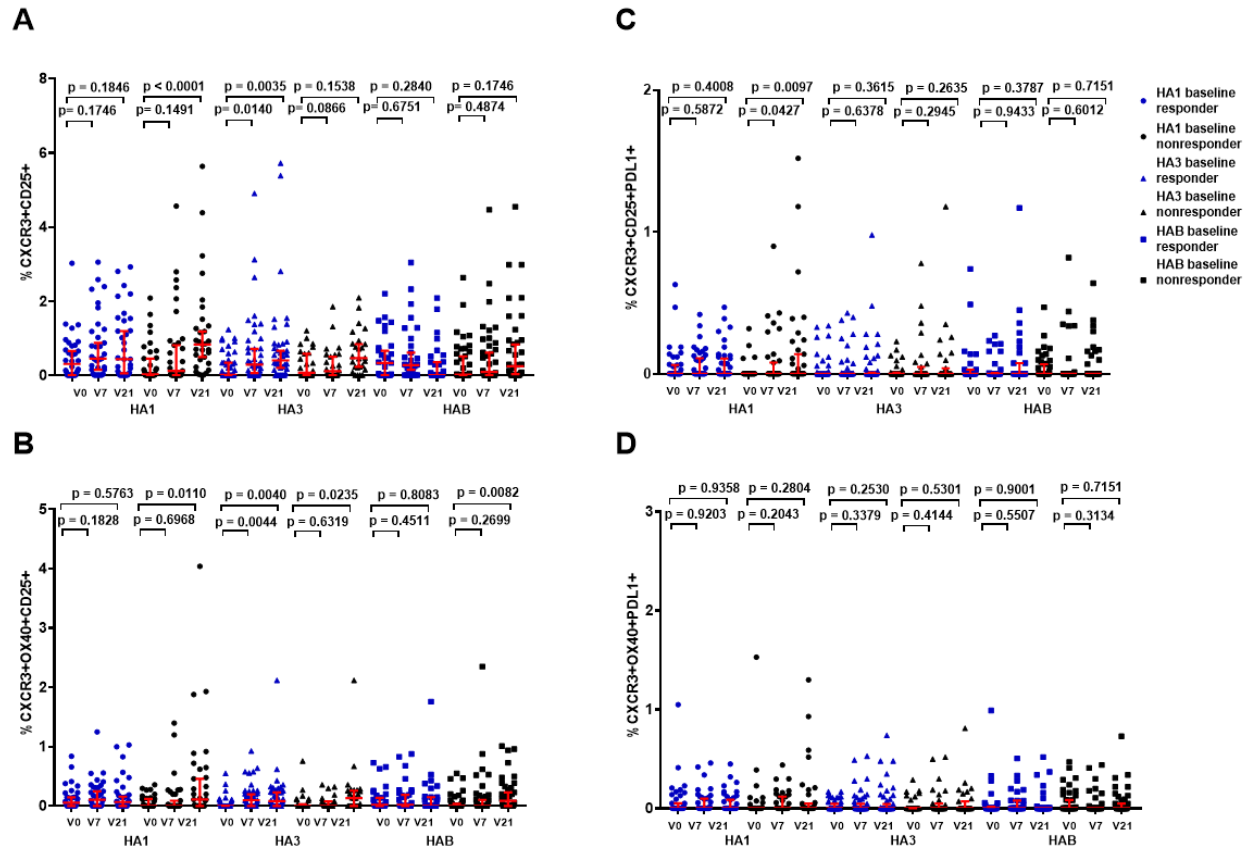 A
p = 0.1846 p < 0.0001 p = 0.0035 p = 0.1538 p = 0.2840 p = 0.1746
p= 0.1746 p= 0.1491 p= 0.0140 p= 0.0866 p= 0.6751 p= 0.4874
% CXCR3+CD25+
8
6
4
2
0
V0 V7 V21 V0 V7 V21 V0 V7 V21 V0 V7 V21 V0 V7 V21 V0 V7 V21
HA1 HA3 HAB
C
p = 0.4008 p = 0.0097 p = 0.3615 p = 0.2635 p = 0.3787 p = 0.7151
p= 0.5872 p= 0.0427 p= 0.6378 p= 0.2945 p= 0.9433 p= 0.6012
% CXCR3+CD25+PDL1+
2
1
0
V0 V7 V21 V0 V7 V21 V0 V7 V21 V0 V7 V21 V0 V7 V21 V0 V7 V21
HA1 HA3 HAB
HA1 baseline
responder
HA1 baseline
nonresponder
HA3 baseline
responder
HA3 baseline
nonresponder
HAB baseline
responder
HAB baseline
nonresponder
B
p = 0.5763 p = 0.0110 p = 0.0040 p = 0.0235 p = 0.8083 p = 0.0082
p= 0.1828 p= 0.6968 p= 0.0044 p= 0.6319 p= 0.4511 p= 0.2699
% CXCR3+OX40+CD25+
5
4
3
2
1
0
V0 V7 V21 V0 V7 V21 V0 V7 V21 V0 V7 V21 V0 V7 V21 V0 V7 V21
HA1 HA3 HAB
D
p = 0.9358 p = 0.2804 p = 0.2530 p = 0.5301 p = 0.9001 p = 0.7151
p= 0.9203 p= 0.2043 p= 0.3379 p= 0.4144 p= 0.5507 p= 0.3134
% CXCR3+OX40+PDL1+
3
2
1
0
V0 V7 V21 V0 V7 V21 V0 V7 V21 V0 V7 V21 V0 V7 V21 V0 V7 V21
HA1 HA3 HAB